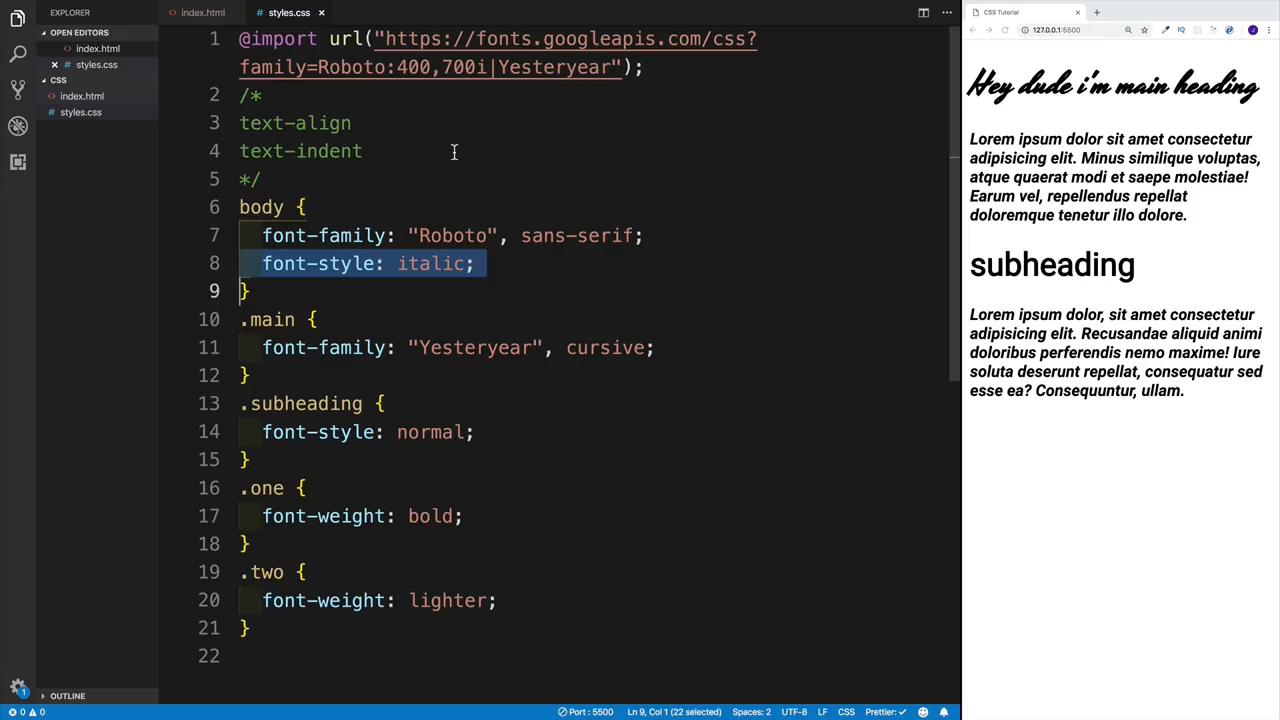 EXPLORER
OPEN EDITORS
index.html
styles.css
CSS
index.html
styles.css
OUTLINE
1
index.html
styles.css
1 @import url("https://fonts.googleapis.com/css?
family=Roboto:400,700i|Yesteryear");
2 /*
3 text-align
4 text-indent
5 */
6 body {
7 font-family: "Roboto", sans-serif;
8 font-style: italic;
9 }
10 .main {
11 font-family: "Yesteryear", cursive;
12 }
13 .subheading {
14 font-style: normal;
15 }
16 .one {
17 font-weight: bold;
18 }
19 .two {
20 font-weight: lighter;
21 }
22
0 0
Port : 5500
Ln 9, Col 1 (22 selected)
Spaces: 2
UTF-8
LF
CSS
Prettier: ✓
CSS Tutorial
127.0.0.1:5500
IQ
J
Hey dude i'm main heading
Lorem ipsum dolor sit amet consectetur
adipisicing elit. Minus similique voluptas,
atque quaerat modi et saepe molestiae!
Earum vel, repellendus repellat
doloremque tenetur illo dolore.
subheading
Lorem ipsum dolor, sit amet consectetur
adipisicing elit. Recusandae aliquid animi
doloribus perferendis nemo maxime! Iure
soluta deserunt repellat, consequatur sed
esse ea? Consequuntur, ullam.